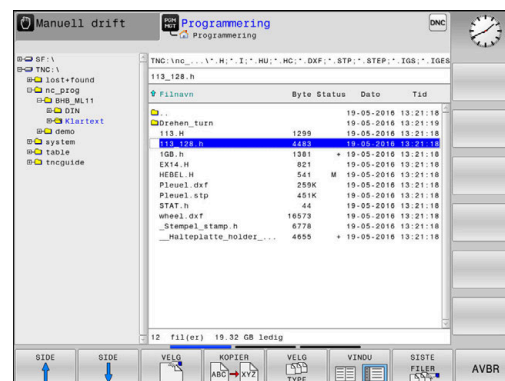 Manuell drift
PGM MGT
Programmering
Programmering
DNC
SF:\
TNC:\
lost+found
nc_prog
BHB_ML11
DIN
Klartext
demo
system
table
tncguide
TNC:\nc_...\*.H;*.I;*.HU;*.HC;*.DXF;*.STP;*.STEP;*.IGS;*.IGES
113_128.h
Filnavn Byte Status Dato Tid
.. 19-05-2016 13:21:18
Drehen_turn 19-05-2016 13:21:19
113.H 1299 19-05-2016 13:21:18
113_128.h 4483 19-05-2016 13:21:18
1GB.h 1381 + 19-05-2016 13:21:18
EX14.H 821 19-05-2016 13:21:18
HEBEL.H 541 M 19-05-2016 13:21:18
Pleuel.dxf 259K 19-05-2016 13:21:18
Pleuel.stp 451K 19-05-2016 13:21:18
STAT.h 44 19-05-2016 13:21:18
wheel.dxf 16573 19-05-2016 13:21:18
_Stempel_stamp.h 6778 19-05-2016 13:21:18
__Halteplatte_holder_... 4655 + 19-05-2016 13:21:18
12 fil(er) 19.32 GB ledig
SIDE
SIDE
VELG
KOPIER
ABC XYZ
VELG
TYPE
VINDU
SISTE
FILER
AVBR